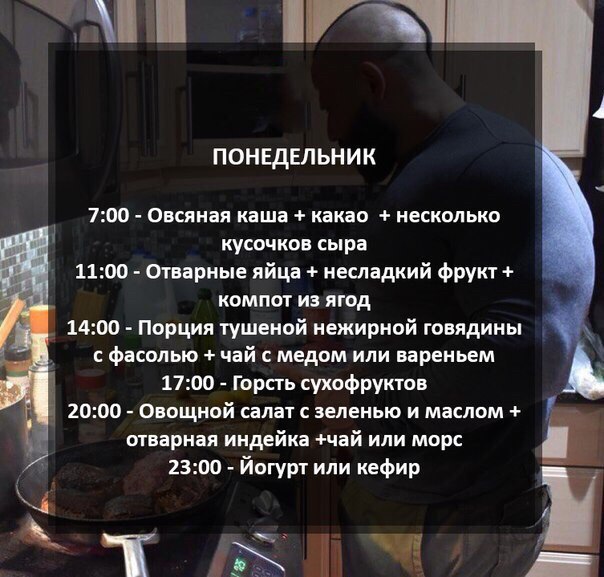 ПОНЕДЕЛЬНИК
7:00 - Овсяная каша + какао + несколько
кусочков сыра
11:00 - Отварные яйца + несладкий фрукт +
компот из ягод
14:00 - Порция тушеной нежирной говядины
с фасолью + чай с медом или вареньем
17:00 - Горсть сухофруктов
20:00 - Овощной салат с зеленью и маслом +
отварная индейка +чай или морс
23:00 - Йогурт или кефир